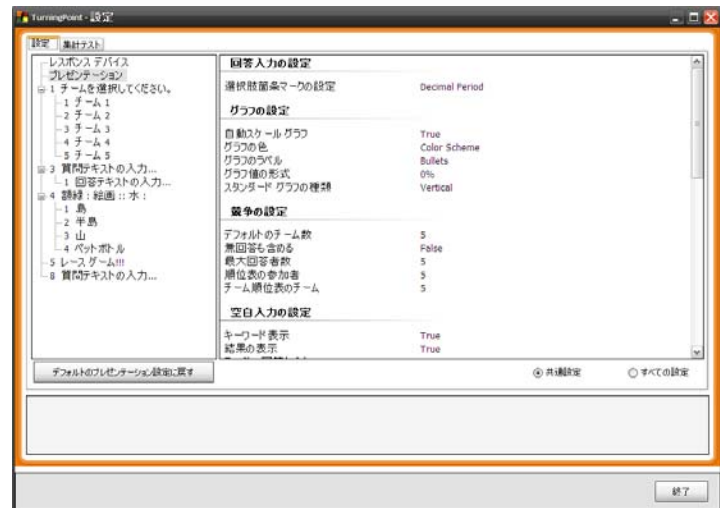 TurningPoint - 設定
設定 集計テスト
レスポンス デバイス
プレゼンテーション
1 チームを選択してください。
1 チーム 1
2 チーム 2
3 チーム 3
4 チーム 4
5 チーム 5
3 質問テキストの入力...
1 回答テキストの入力...
4 額縁：絵画 :: 水：
1 島
2 半島
3 山
4 ペットボトル
5 レース ゲーム!!!
8 質問テキストの入力...
回答入力の設定
選択肢箇条マークの設定 Decimal Period
グラフの設定
自動スケール グラフ True
グラフの色 Color Scheme
グラフのラベル Bullets
グラフ値の形式 0%
スタンダード グラフの種類 Vertical
競争の設定
デフォルトのチーム数 5
無回答も含める False
最大回答者数 5
順位表の参加者 5
チーム順位表のチーム 5
空白入力の設定
キーワード表示 True
結果の表示 True
デフォルトのプレゼンテーション設定に戻す
共通設定 すべての設定
終了